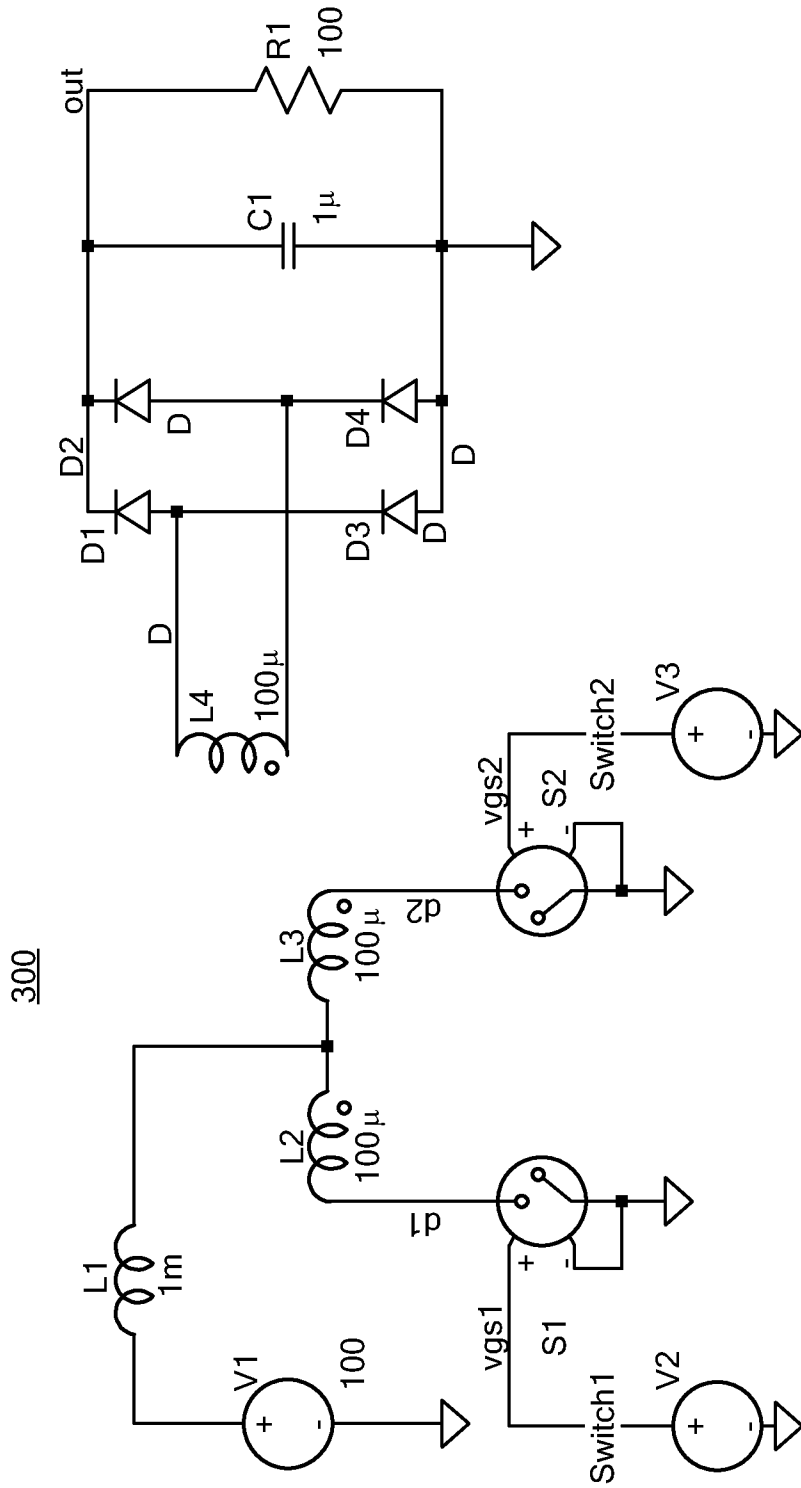 300
L1
1m
V1
100
L2
100µ
L3
100µ
d1
d2
vgs1
+
-
S1
Switch1
V2
+
-
vgs2
+
-
S2
Switch2
V3
+
-
+
-
L4
100µ
D
D1
D2
D
D3
D
D4
D
C1
1µ
out
R1
100